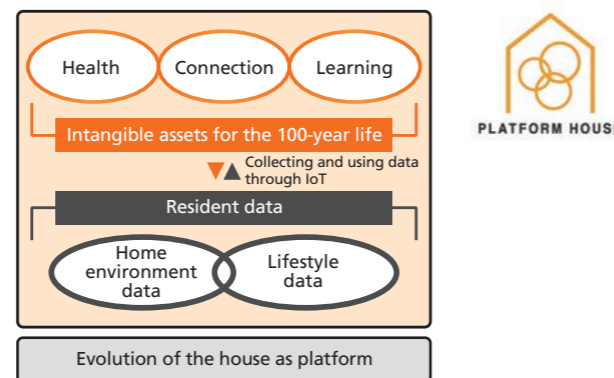 Health
Connection
Learning
Intangible assets for the 100-year life
Collecting and using data
through IoT
Resident data
Home
environment
data
Lifestyle
data
Evolution of the house as platform
PLATFORM HOUS